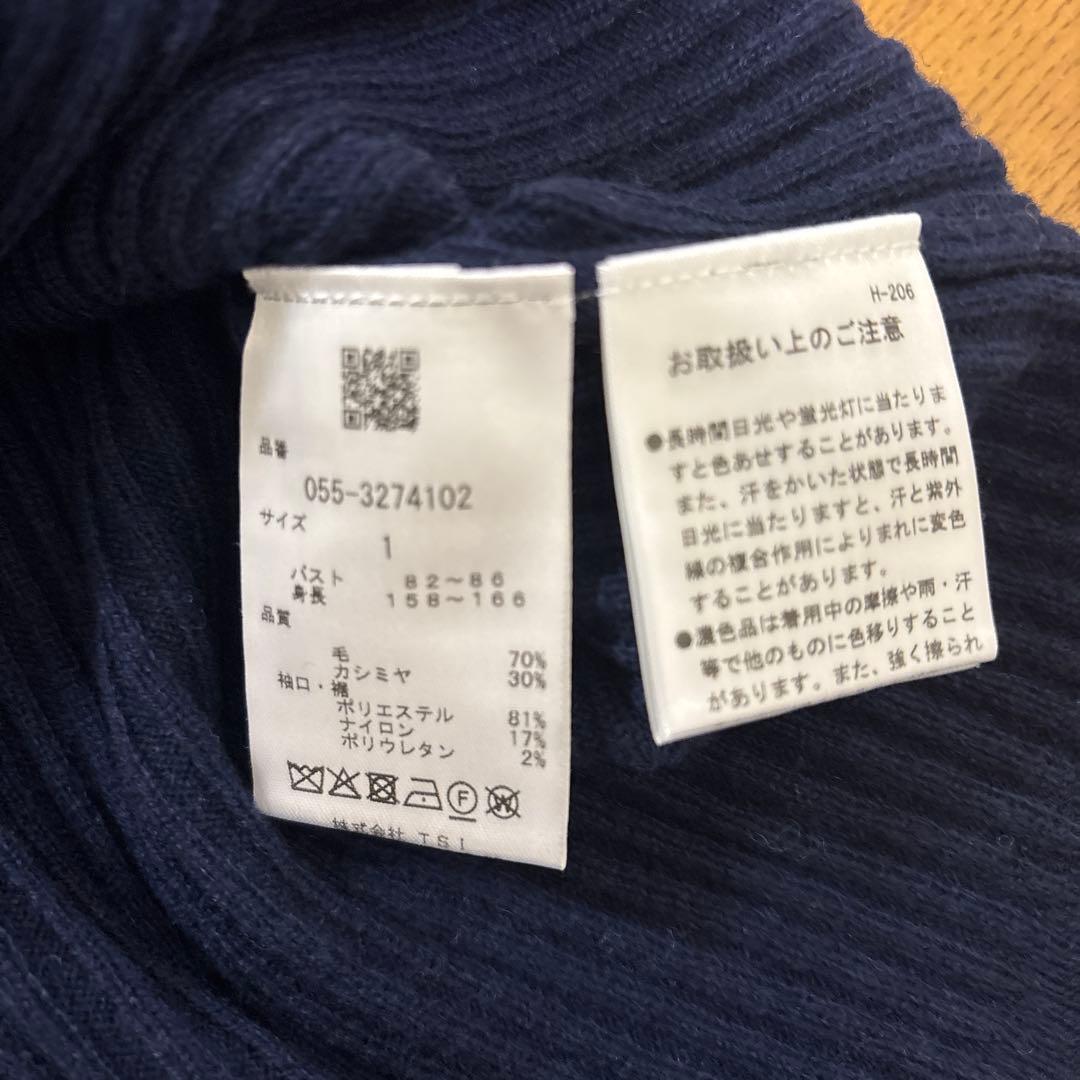 品番
055-3274102
サイズ
1
バスト 82～86
身長 158～166
品質
毛 70%
カシミヤ 30%
袖口・裾
ポリエステル 81%
ナイロン 17%
ポリウレタン 2%
F
W
株式会社 TSI
H-206
お取扱い上のご注意
●長時間日光や蛍光灯に当たりま
すと色あせすることがあります。
また、汗をかいた状態で長時間
日光に当たりますと、汗と紫外
線の複合作用によりまれに変色
することがあります。
●濃色品は着用中の摩擦や雨・汗
等で他のものに色移りすること
があります。また、強く擦られ